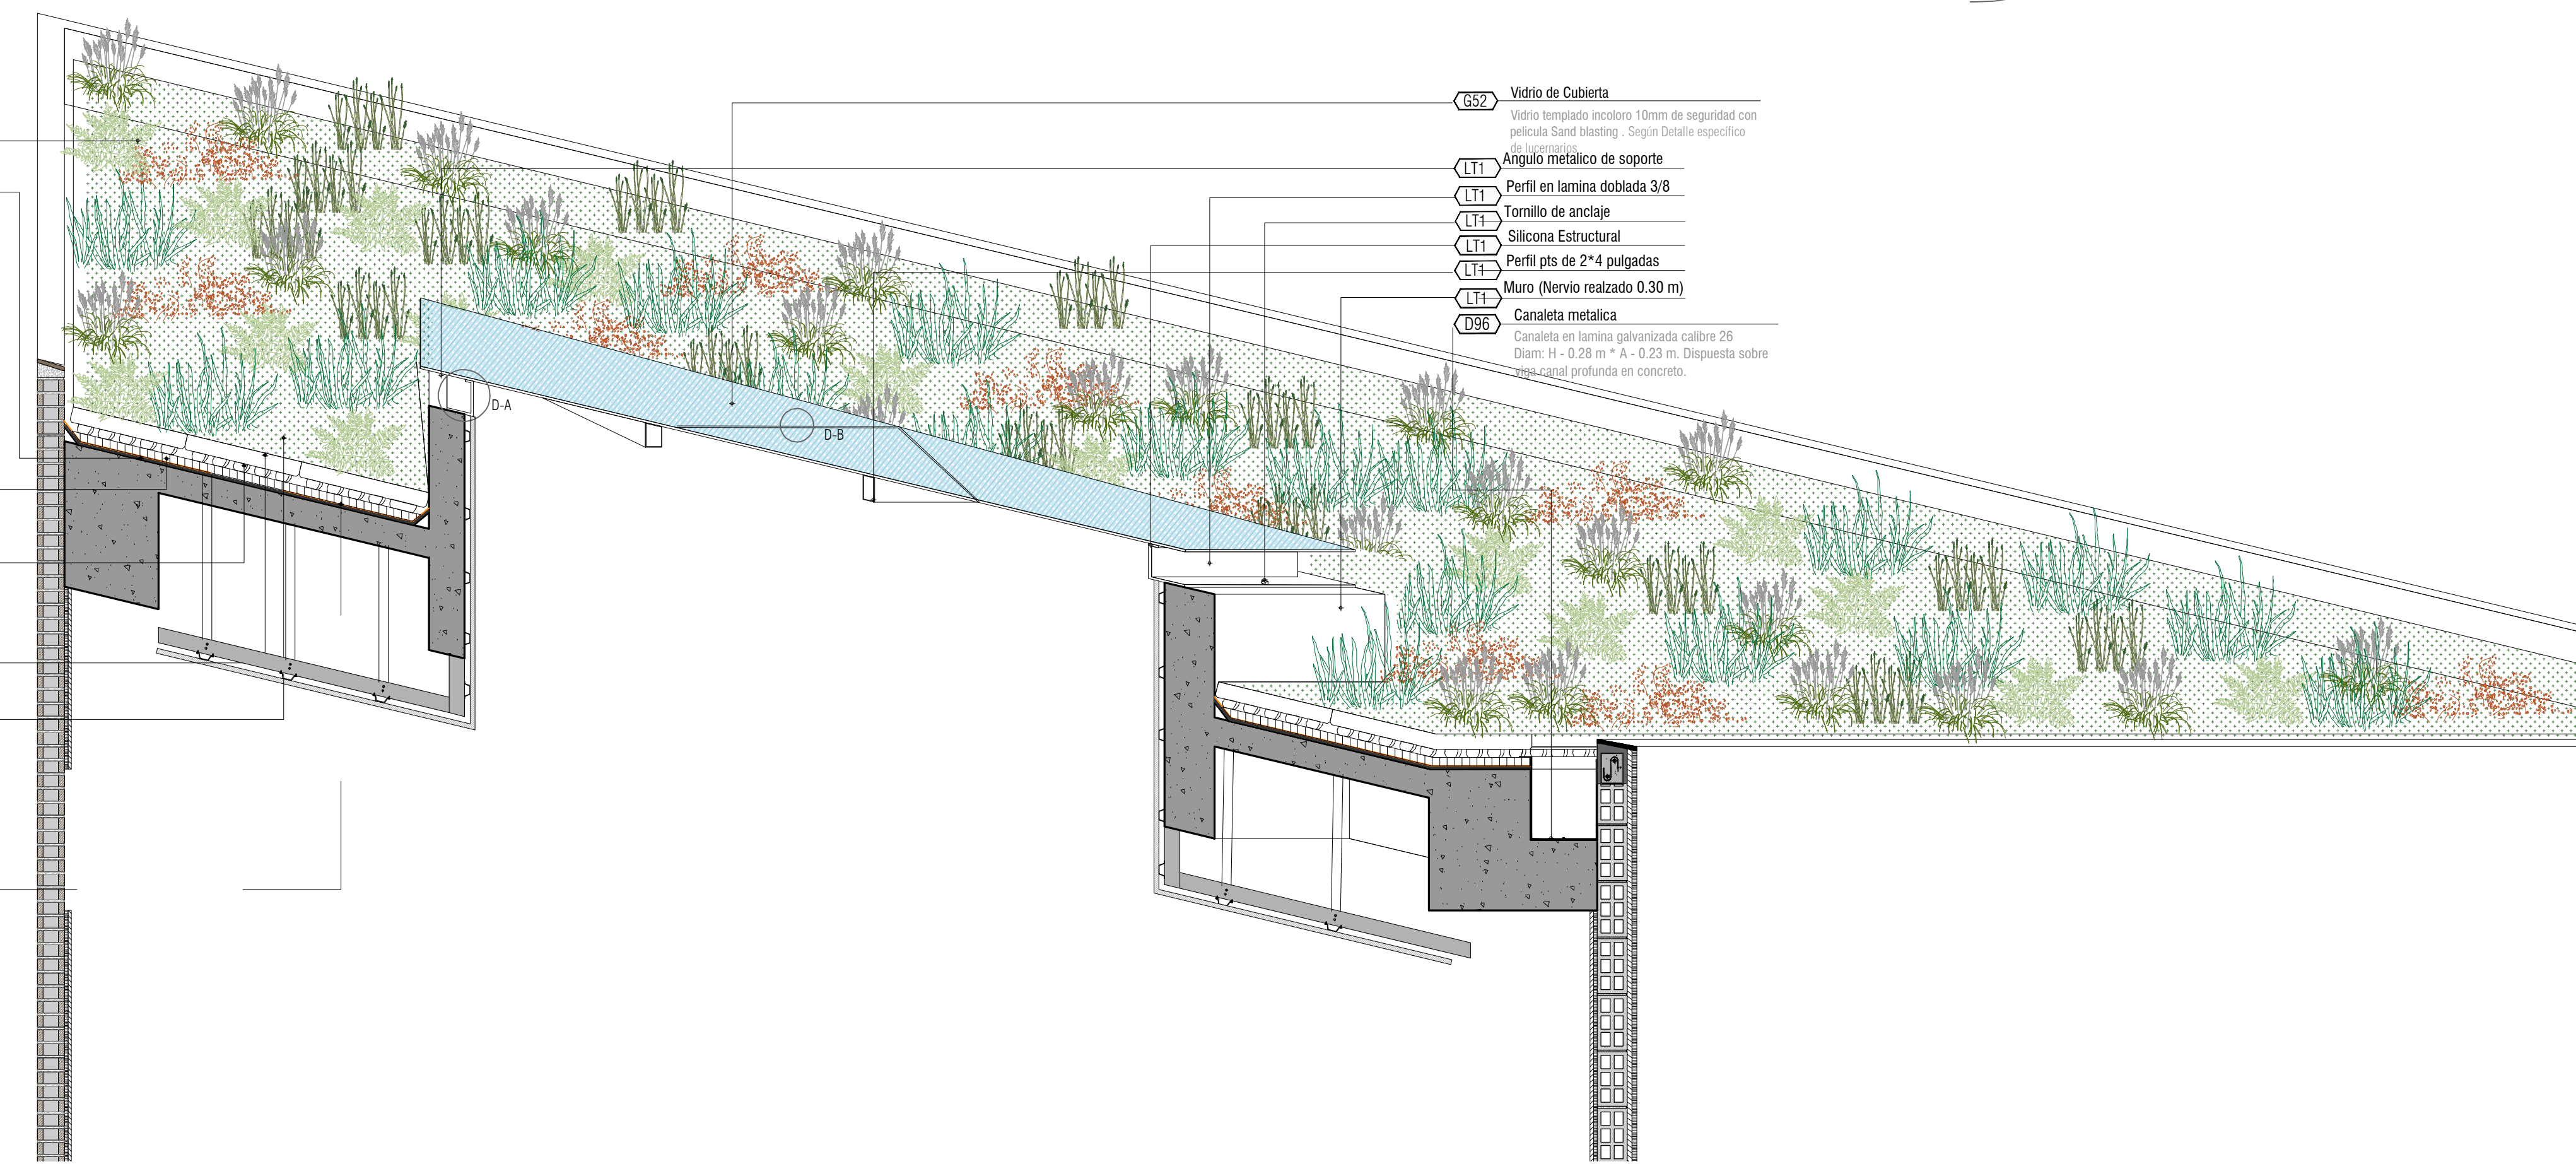 G52 Vidrio de Cubierta
Vidrio templado incoloro 10mm de seguridad con
pelicula Sand blasting . Según Detalle especifico
de lucernarios
LT1 Angulo metalico de soporte
LT1 Perfil en lamina doblada 3/8
LT1 Tornillo de anclaje
LT1 Silicona Estructural
LT1 Perfil pts de 2*4 pulgadas
LT1 Muro (Nervio realzado 0.30 m)
D96 Canaleta metalica
Canaleta en lamina galvanizada calibre 26
Diam: H - 0.28 m * A - 0.23 m. Dispuesta sobre
viga canal profunda en concreto.
D-A
D-B